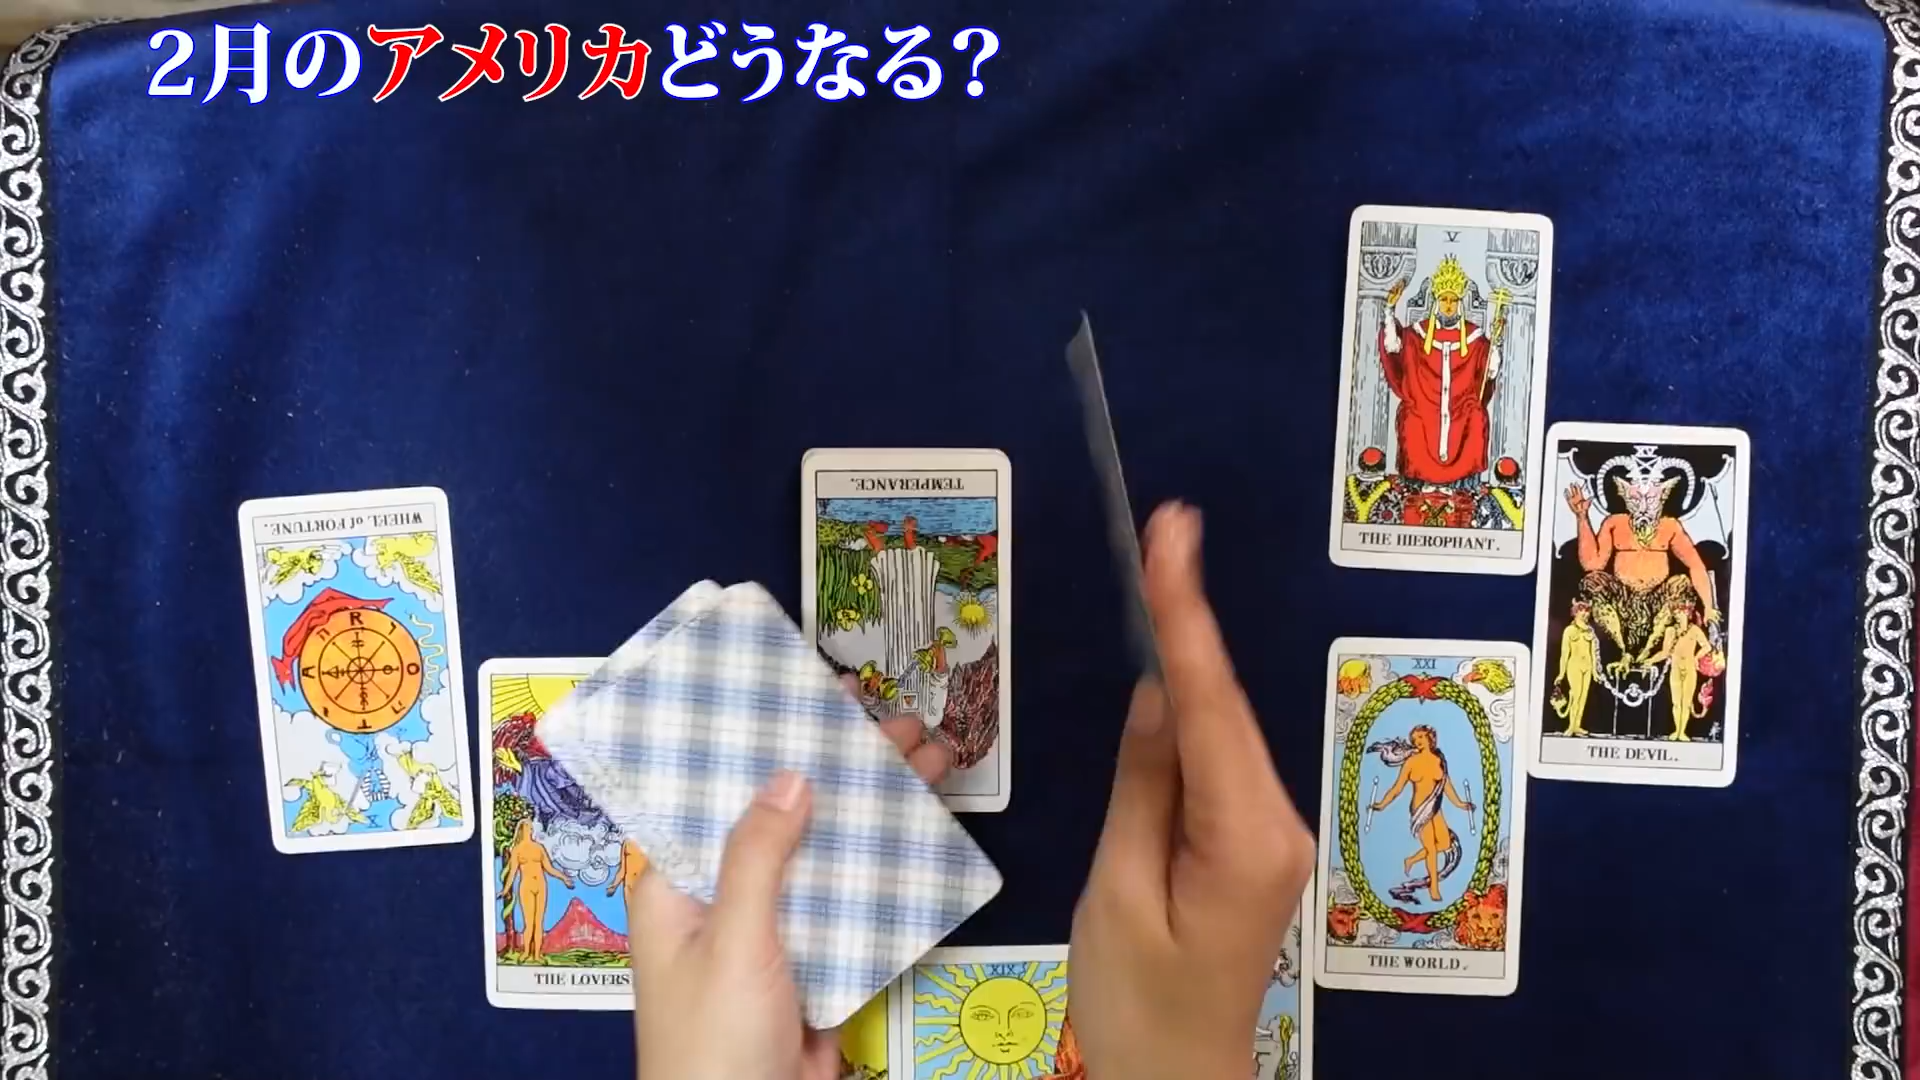 2月のアメリカどうなる?
V
THE HIEROPHANT.
XV
THE DEVIL.
TEMPERANCE.
WHEEL of FORTUNE.
X
THE LOVERS
XXI
THE WORLD.
XIX